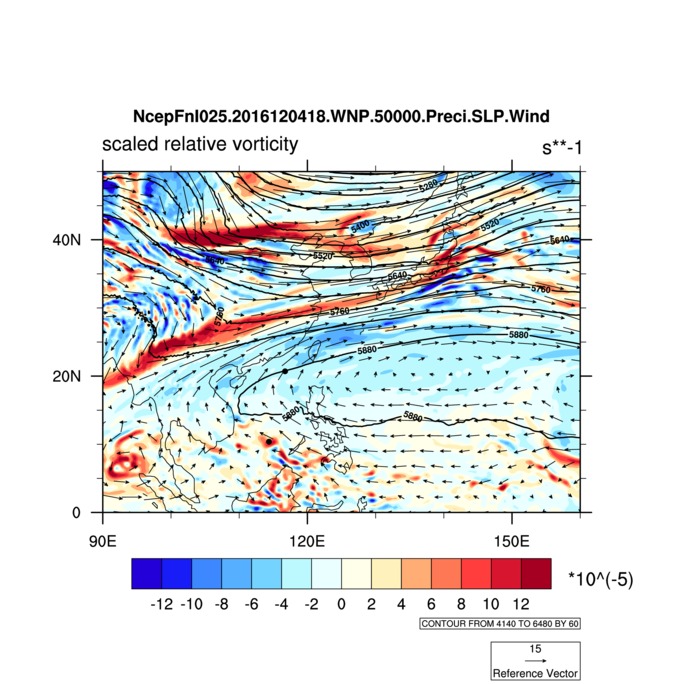 NcepFnl025.2016120418.WNP.50000.Preci.SLP.Wind
scaled relative vorticity
s**-1
5280
5400
5520
5520
5640
5640
5640
5760
5760
5760
5880
5880
5880
5880
40N
20N
0
90E 120E 150E
-12 -10 -8 -6 -4 -2 0 2 4 6 8 10 12
*10^(-5)
CONTOUR FROM 4140 TO 6480 BY 60
15
Reference Vector